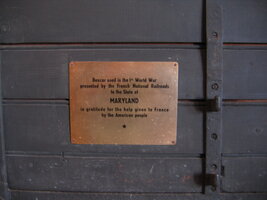 Boxcar used in the 1st World War
presented by the French National Railroads
to the State of
MARYLAND
in gratitude for the help given to France
by the American people